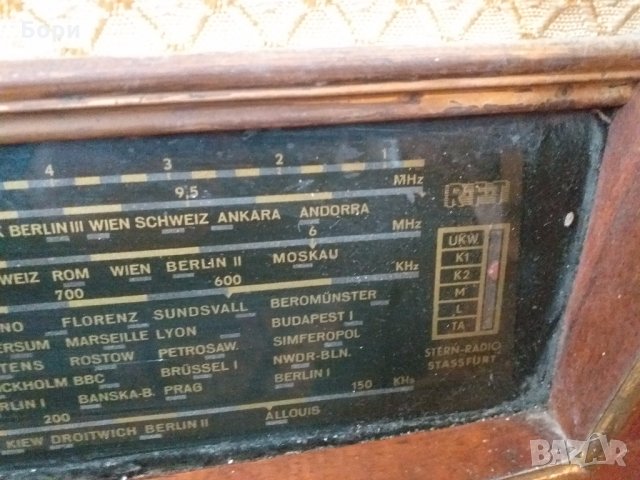 Бори
4 3 2 1
9,5 MHz
BERLIN III WIEN SCHWEIZ ANKARA ANDORRA
6 MHz
WEIZ ROM WIEN BERLIN II MOSKAU
700 600 KHz
NO FLORENZ SUNDSVALL BEROMÜNSTER
ERSUM MARSEILLE LYON BUDAPEST I
TENS ROSTOW PETROSAW. SIMFEROPOL
OCKHOLM BBC BRÜSSEL I NWDR-BLN.
ERLIN I BANSKA-B. PRAG BERLIN I
200 150 KHz
KIEW DROITWICH BERLIN II ALLOUIS
RFT
UKW
K1
K2
M
L
TA
STERN-RADIO
STASSFURT
BAZAR